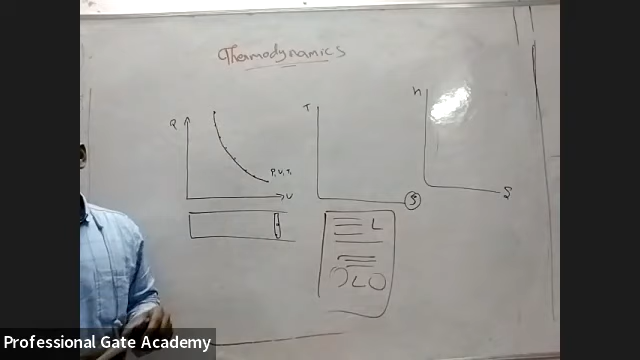 Thermodynamics
P
P, V, T,
V
T
S
h
S
L
Professional Gate Academy